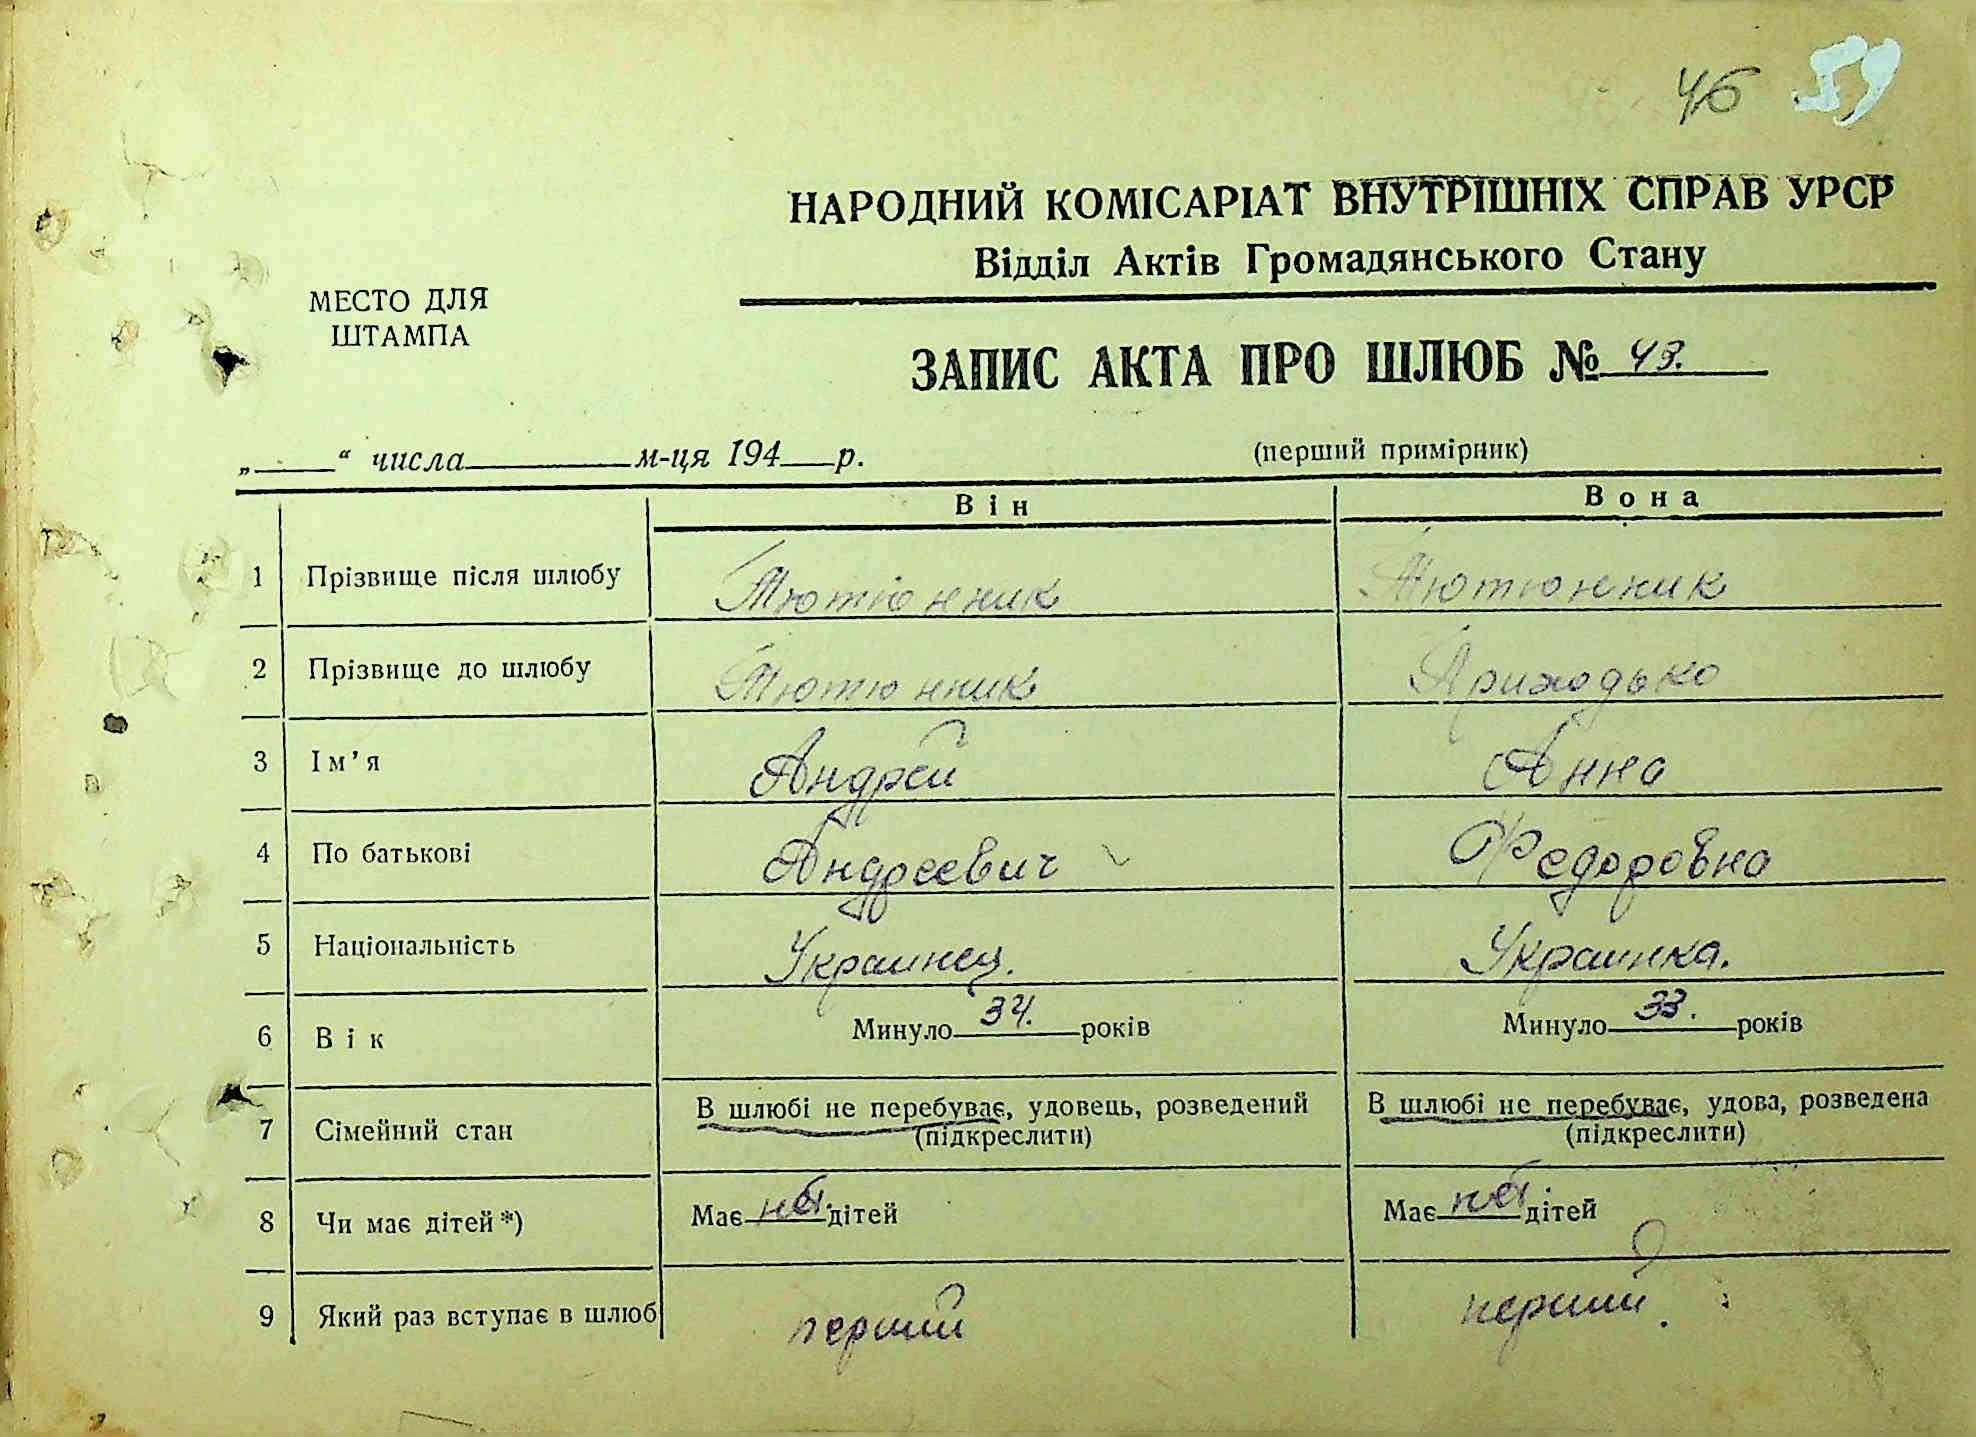 46 59
НАРОДНИЙ КОМІСАРІАТ ВНУТРІШНІХ СПРАВ УРСР
Відділ Актів Громадянського Стану
МЕСТО ДЛЯ
ШТАМПА
ЗАПИС АКТА ПРО ШЛЮБ № 43.
„ “ числа м-ця 194 р. (перший примірник)
Він Вона
1 Прізвище після шлюбу Тютюнник Тютюнник
2 Прізвище до шлюбу Тютюнник Приходько
3 Ім’я Андрей Анна
4 По батькові Андреевич Федоровна
5 Національність Украинец. Украинка.
6 Вік Минуло 34. років Минуло 33. років
7 Сімейний стан В шлюбі не перебуває, удовець, розведений В шлюбі не перебуває, удова, розведена
(підкреслити) (підкреслити)
8 Чи має дітей *) Має нет. дітей Має нет. дітей
9 Який раз вступає в шлюб перший перший.